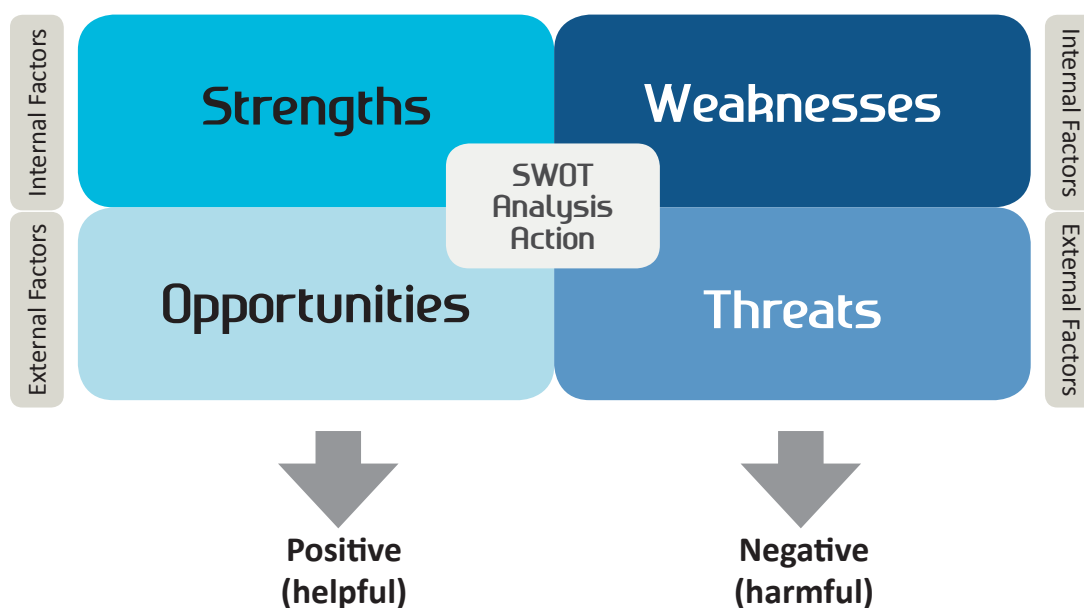 Internal Factors
Strengths
Weaknesses
Internal Factors
SWOT
Analysis
Action
External Factors
Opportunities
Threats
External Factors
Positive
(helpful)
Negative
(harmful)